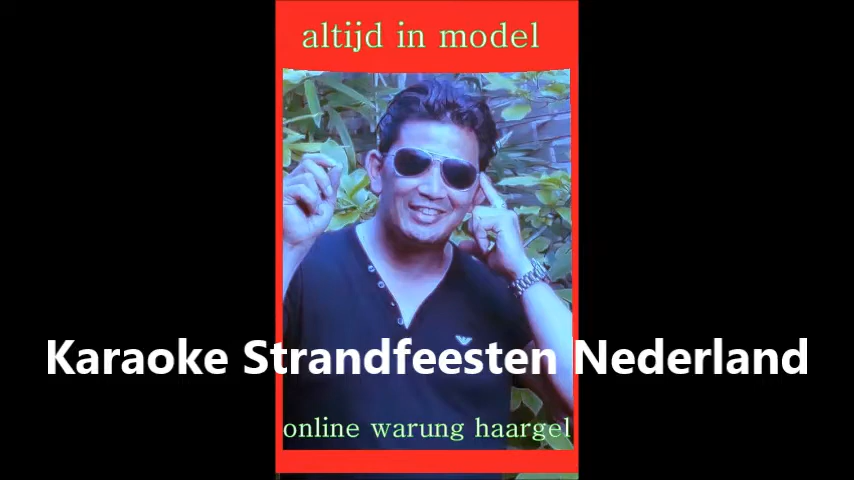 altijd in model
Karaoke Strandfeesten Nederland
online warung haargel